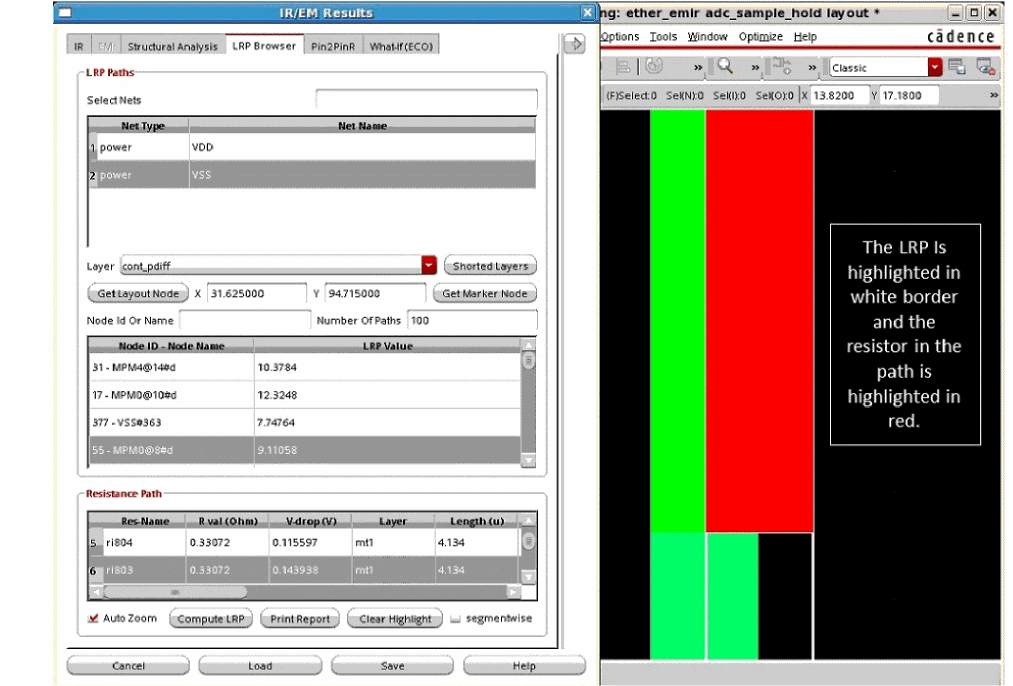 IR/EM Results
IR EM Structural Analysis LRP Browser Pin2PinR What-If(ECO)
LRP Paths
Select Nets
Net Type Net Name
1 power VDD
2 power VSS
Layer cont_pdiff Shorted Layers
Get Layout Node X 31.625000 Y 94.715000 Get Marker Node
Node Id Or Name Number Of Paths 100
Node ID - Node Name LRP Value
31 - MPM4@14#d 10.3784
17 - MPM0@10#d 12.3248
377 - VSS#363 7.74764
55 - MPM0@8#d 9.11058
Resistance Path
Res-Name R val (Ohm) V-drop (V) Layer Length (u)
5 ri804 0.33072 0.115597 mt1 4.134
6 ri803 0.33072 0.143938 mt1 4.134
Auto Zoom Compute LRP Print Report Clear Highlight segmentwise
Cancel Load Save Help
ng: ether_emir adc_sample_hold layout *
Options Tools Window Optimize Help cādence
» » » Classic
(F)Select:0 Sel(N):0 Sel(I):0 Sel(O):0 X 13.8200 Y 17.1800 »
The LRP Is
highlighted in
white border
and the
resistor in the
path is
highlighted in
red.